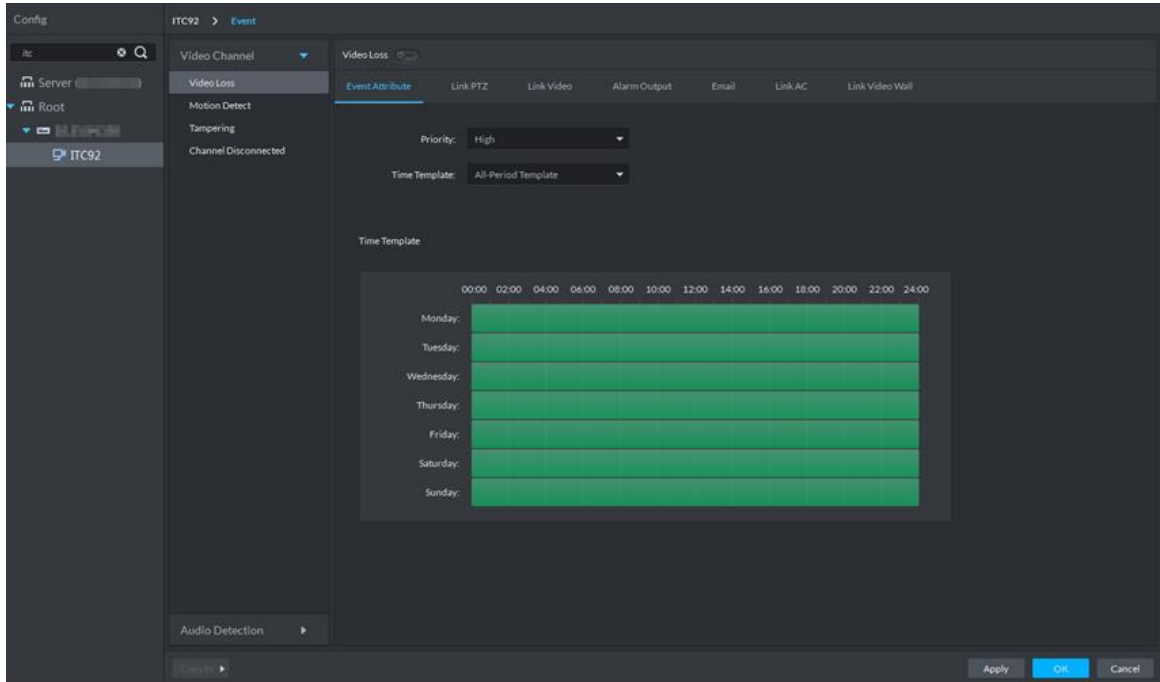 Config
ITC92 > Event
itc
Server ( )
Root
ITC92
Video Channel
Video Loss
Motion Detect
Tampering
Channel Disconnected
Audio Detection
Video Loss
Event Attribute Link PTZ Link Video Alarm Output Email Link AC Link Video Wall
Priority: High
Time Template: All-Period Template
Time Template
00:00 02:00 04:00 06:00 08:00 10:00 12:00 14:00 16:00 18:00 20:00 22:00 24:00
Monday:
Tuesday:
Wednesday:
Thursday:
Friday:
Saturday:
Sunday:
Apply OK Cancel